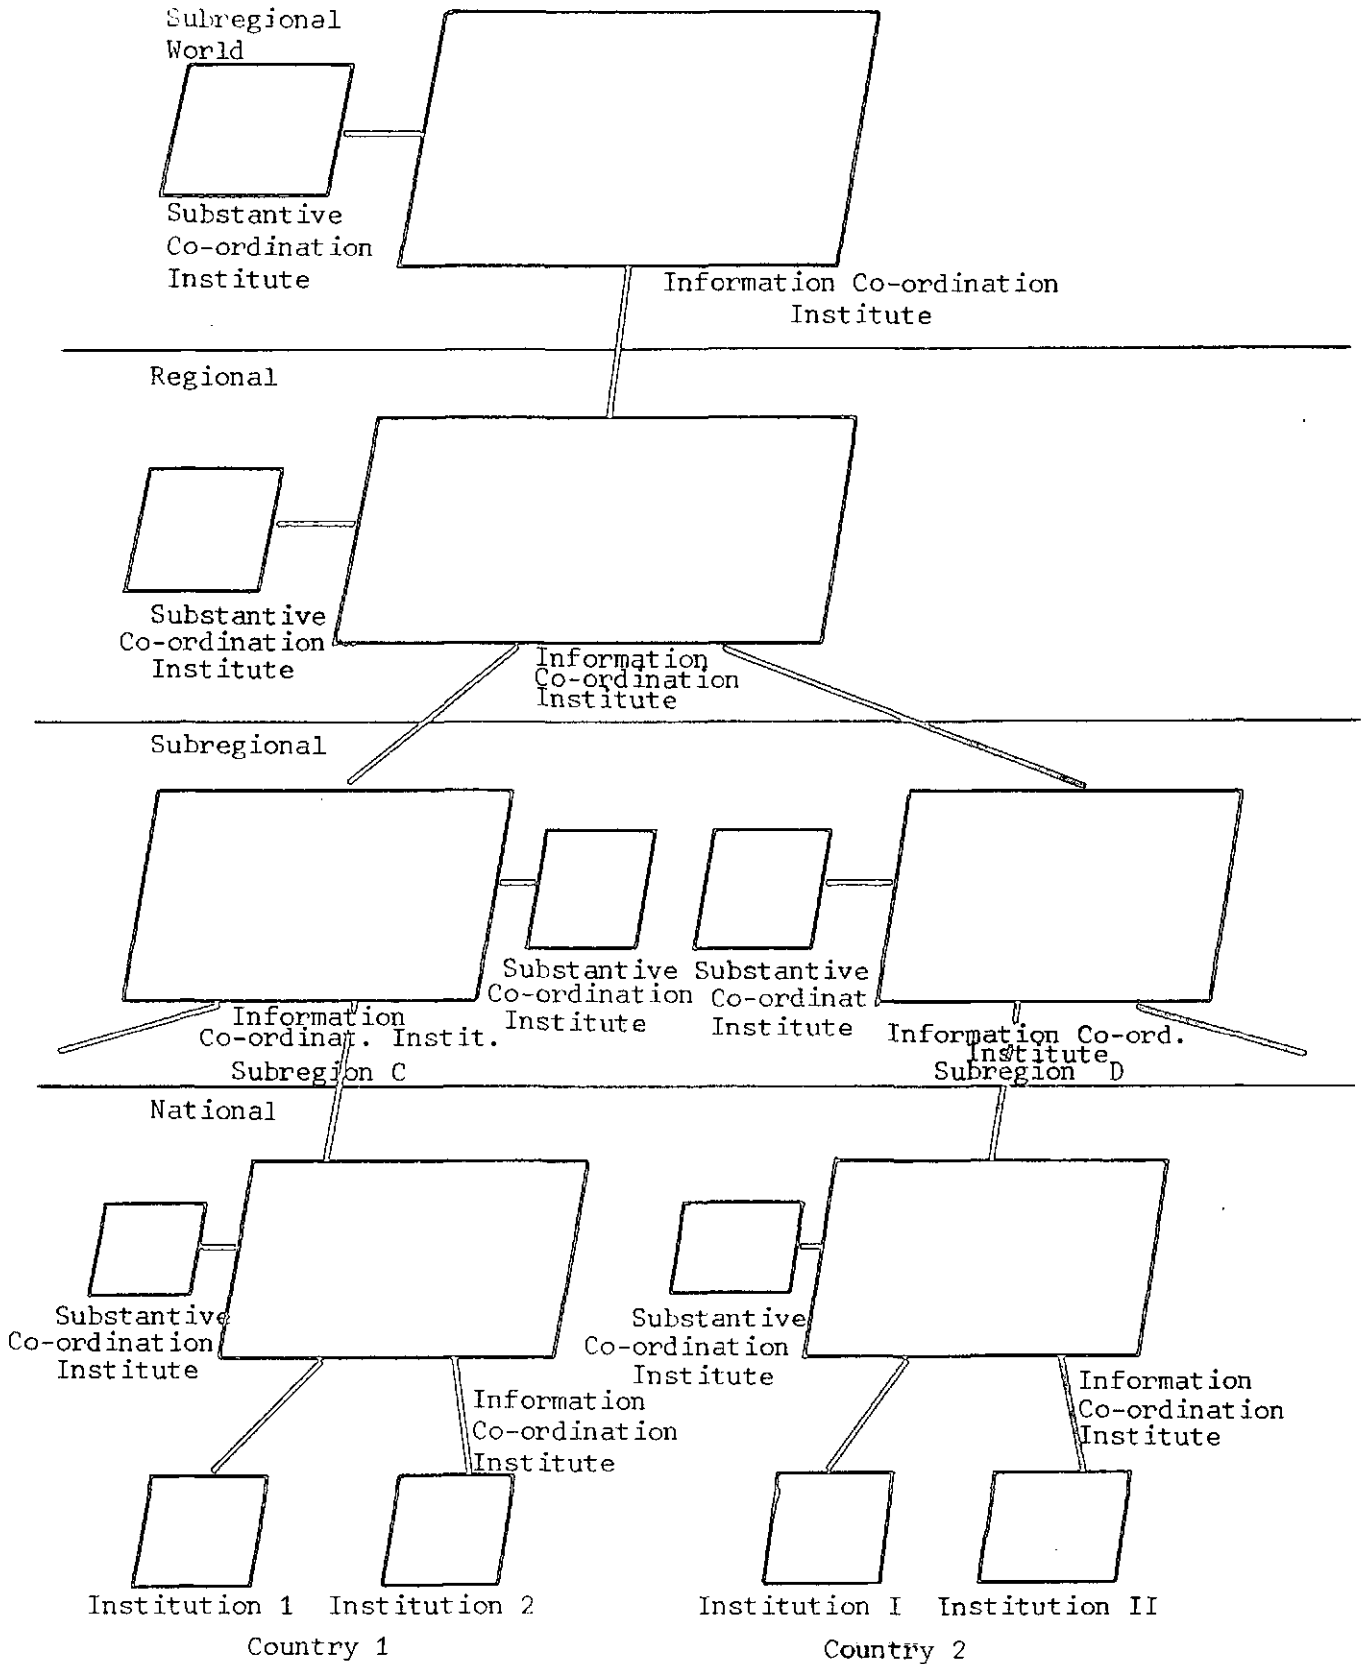 Subregional
World
Substantive
Co-ordination
Institute
Information Co-ordination
Institute
Regional
Substantive
Co-ordination
Institute
Information
Co-ordination
Institute
Subregional
Substantive
Co-ordination
Institute
Substantive
Co-ordinat
Institute
Information
Co-ordinat. Instit.
Subregion C
Information Co-ord.
Institute
Subregion D
National
Substantive
Co-ordination
Institute
Substantive
Co-ordination
Institute
Information
Co-ordination
Institute
Information
Co-ordination
Institute
Institution 1
Institution 2
Country 1
Institution I
Institution II
Country 2